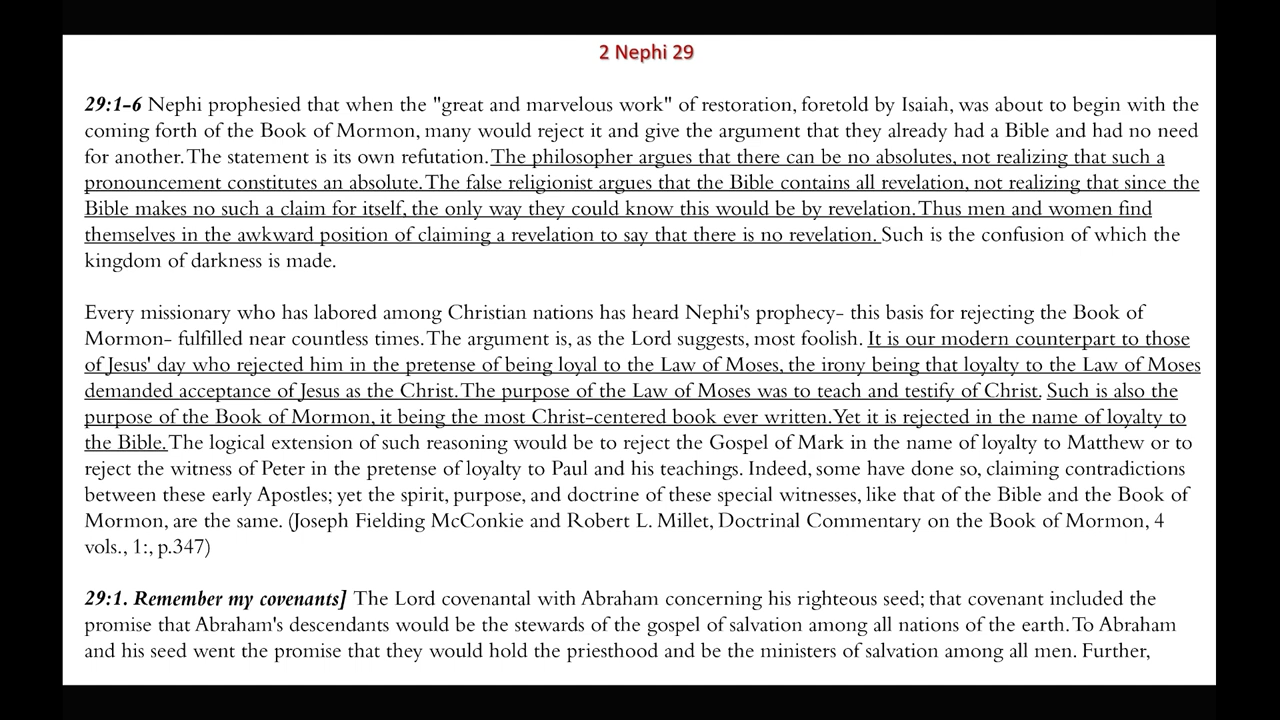 2 Nephi 29
29:1-6 Nephi prophesied that when the "great and marvelous work" of restoration, foretold by Isaiah, was about to begin with the
coming forth of the Book of Mormon, many would reject it and give the argument that they already had a Bible and had no need
for another. The statement is its own refutation. The philosopher argues that there can be no absolutes, not realizing that such a
pronouncement constitutes an absolute. The false religionist argues that the Bible contains all revelation, not realizing that since the
Bible makes no such a claim for itself, the only way they could know this would be by revelation. Thus men and women find
themselves in the awkward position of claiming a revelation to say that there is no revelation. Such is the confusion of which the
kingdom of darkness is made.
Every missionary who has labored among Christian nations has heard Nephi's prophecy- this basis for rejecting the Book of
Mormon- fulfilled near countless times. The argument is, as the Lord suggests, most foolish. It is our modern counterpart to those
of Jesus' day who rejected him in the pretense of being loyal to the Law of Moses, the irony being that loyalty to the Law of Moses
demanded acceptance of Jesus as the Christ. The purpose of the Law of Moses was to teach and testify of Christ. Such is also the
purpose of the Book of Mormon, it being the most Christ-centered book ever written. Yet it is rejected in the name of loyalty to
the Bible. The logical extension of such reasoning would be to reject the Gospel of Mark in the name of loyalty to Matthew or to
reject the witness of Peter in the pretense of loyalty to Paul and his teachings. Indeed, some have done so, claiming contradictions
between these early Apostles; yet the spirit, purpose, and doctrine of these special witnesses, like that of the Bible and the Book of
Mormon, are the same. (Joseph Fielding McConkie and Robert L. Millet, Doctrinal Commentary on the Book of Mormon, 4
vols., 1:, p.347)
29:1. Remember my covenants] The Lord covenantal with Abraham concerning his righteous seed; that covenant included the
promise that Abraham's descendants would be the stewards of the gospel of salvation among all nations of the earth. To Abraham
and his seed went the promise that they would hold the priesthood and be the ministers of salvation among all men. Further,